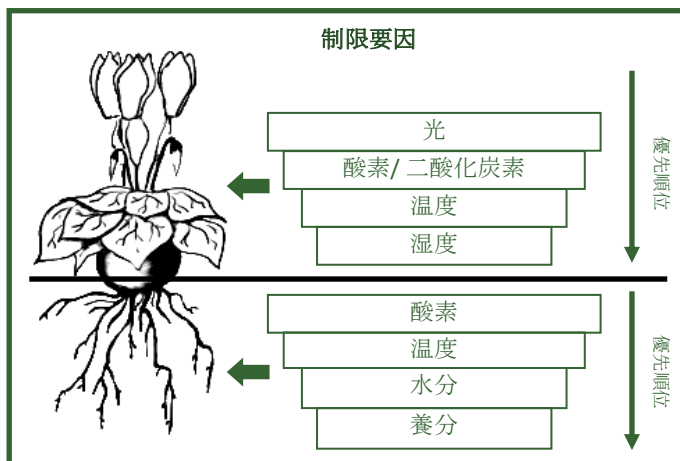 制限要因
光
酸素/ 二酸化炭素
温度
湿度
優先順位
酸素
温度
水分
養分
優先順位